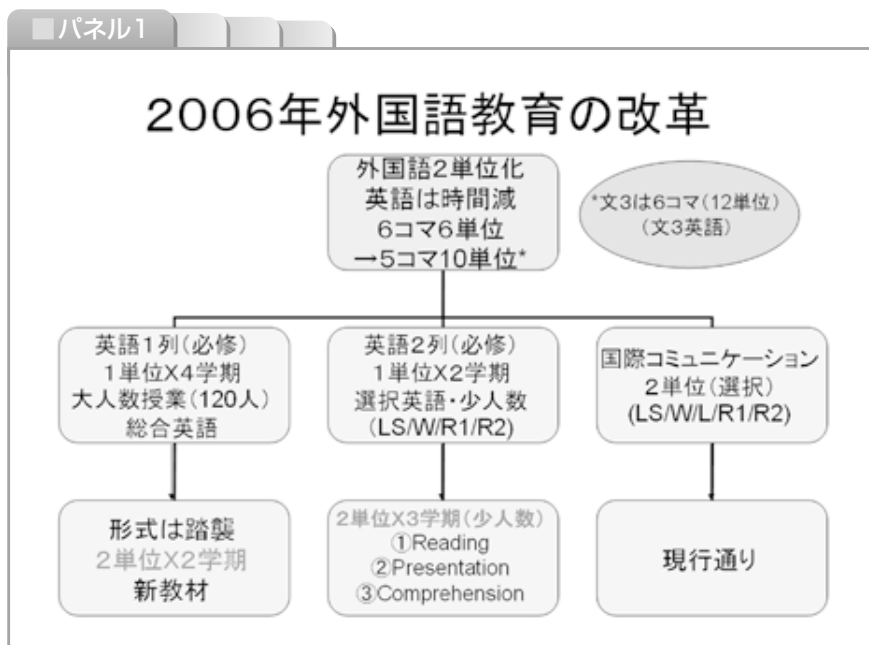 ■パネル1
2006年外国語教育の改革
外国語2単位化
英語は時間減
6コマ6単位
→5コマ10単位*
*文3は6コマ(12単位)
(文3英語)
英語1列(必修)
1単位X4学期
大人数授業(120人)
総合英語
英語2列(必修)
1単位X2学期
選択英語・少人数
(LS/W/R1/R2)
国際コミュニケーション
2単位(選択)
(LS/W/L/R1/R2)
形式は踏襲
2単位X2学期
新教材
2単位X3学期(少人数)
①Reading
②Presentation
③Comprehension
現行通り